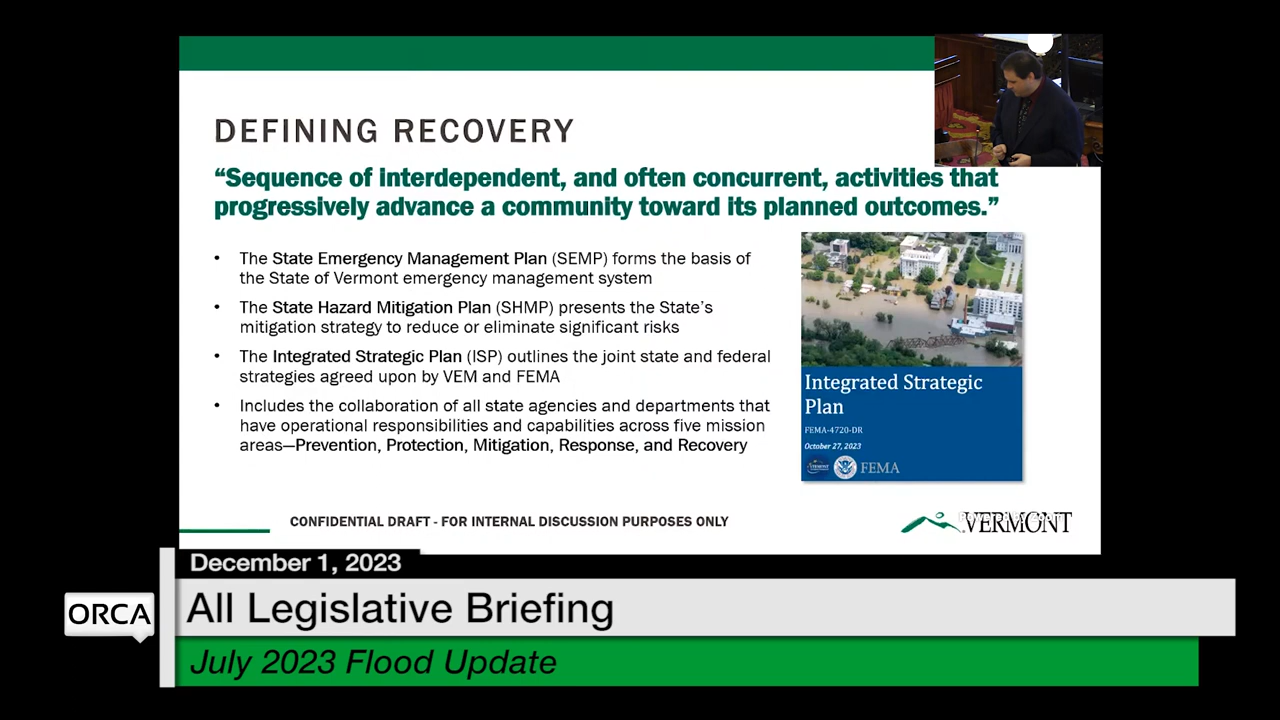 DEFINING RECOVERY
“Sequence of interdependent, and often concurrent, activities that
progressively advance a community toward its planned outcomes.”
• The State Emergency Management Plan (SEMP) forms the basis of
the State of Vermont emergency management system
• The State Hazard Mitigation Plan (SHMP) presents the State’s
mitigation strategy to reduce or eliminate significant risks
• The Integrated Strategic Plan (ISP) outlines the joint state and federal
strategies agreed upon by VEM and FEMA
• Includes the collaboration of all state agencies and departments that
have operational responsibilities and capabilities across five mission
areas—Prevention, Protection, Mitigation, Response, and Recovery
Integrated Strategic
Plan
FEMA-4720-DR
October 27, 2023
FEMA
CONFIDENTIAL DRAFT - FOR INTERNAL DISCUSSION PURPOSES ONLY
VERMONT
December 1, 2023
ORCA
All Legislative Briefing
July 2023 Flood Update